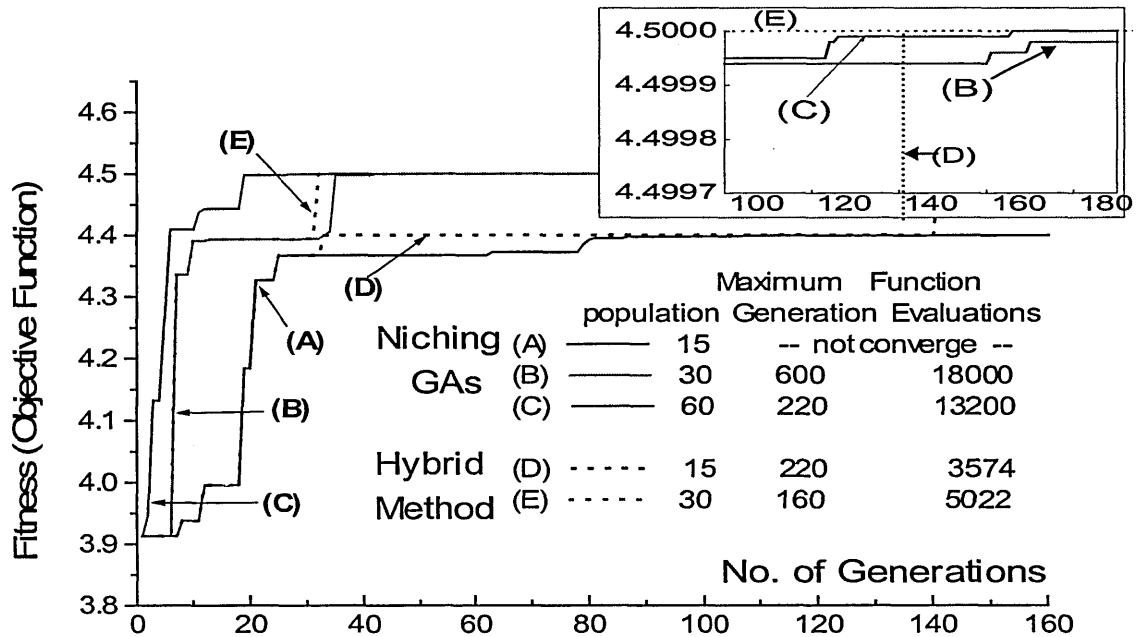 Fitness (Objective Function)
4.6
4.5
4.4
4.3
4.2
4.1
4.0
3.9
3.8
0 20 40 60 80 100 120 140 160
No. of Generations
(E)
(D)
(A)
(B)
(C)
4.5000
4.4999
4.4998
4.4997
100 120 140 160 180
(E)
(C)
(B)
(D)
Maximum Function
population Generation Evaluations
Niching (A) 15 -- not converge --
GAs (B) 30 600 18000
(C) 60 220 13200
Hybrid (D) 15 220 3574
Method (E) 30 160 5022